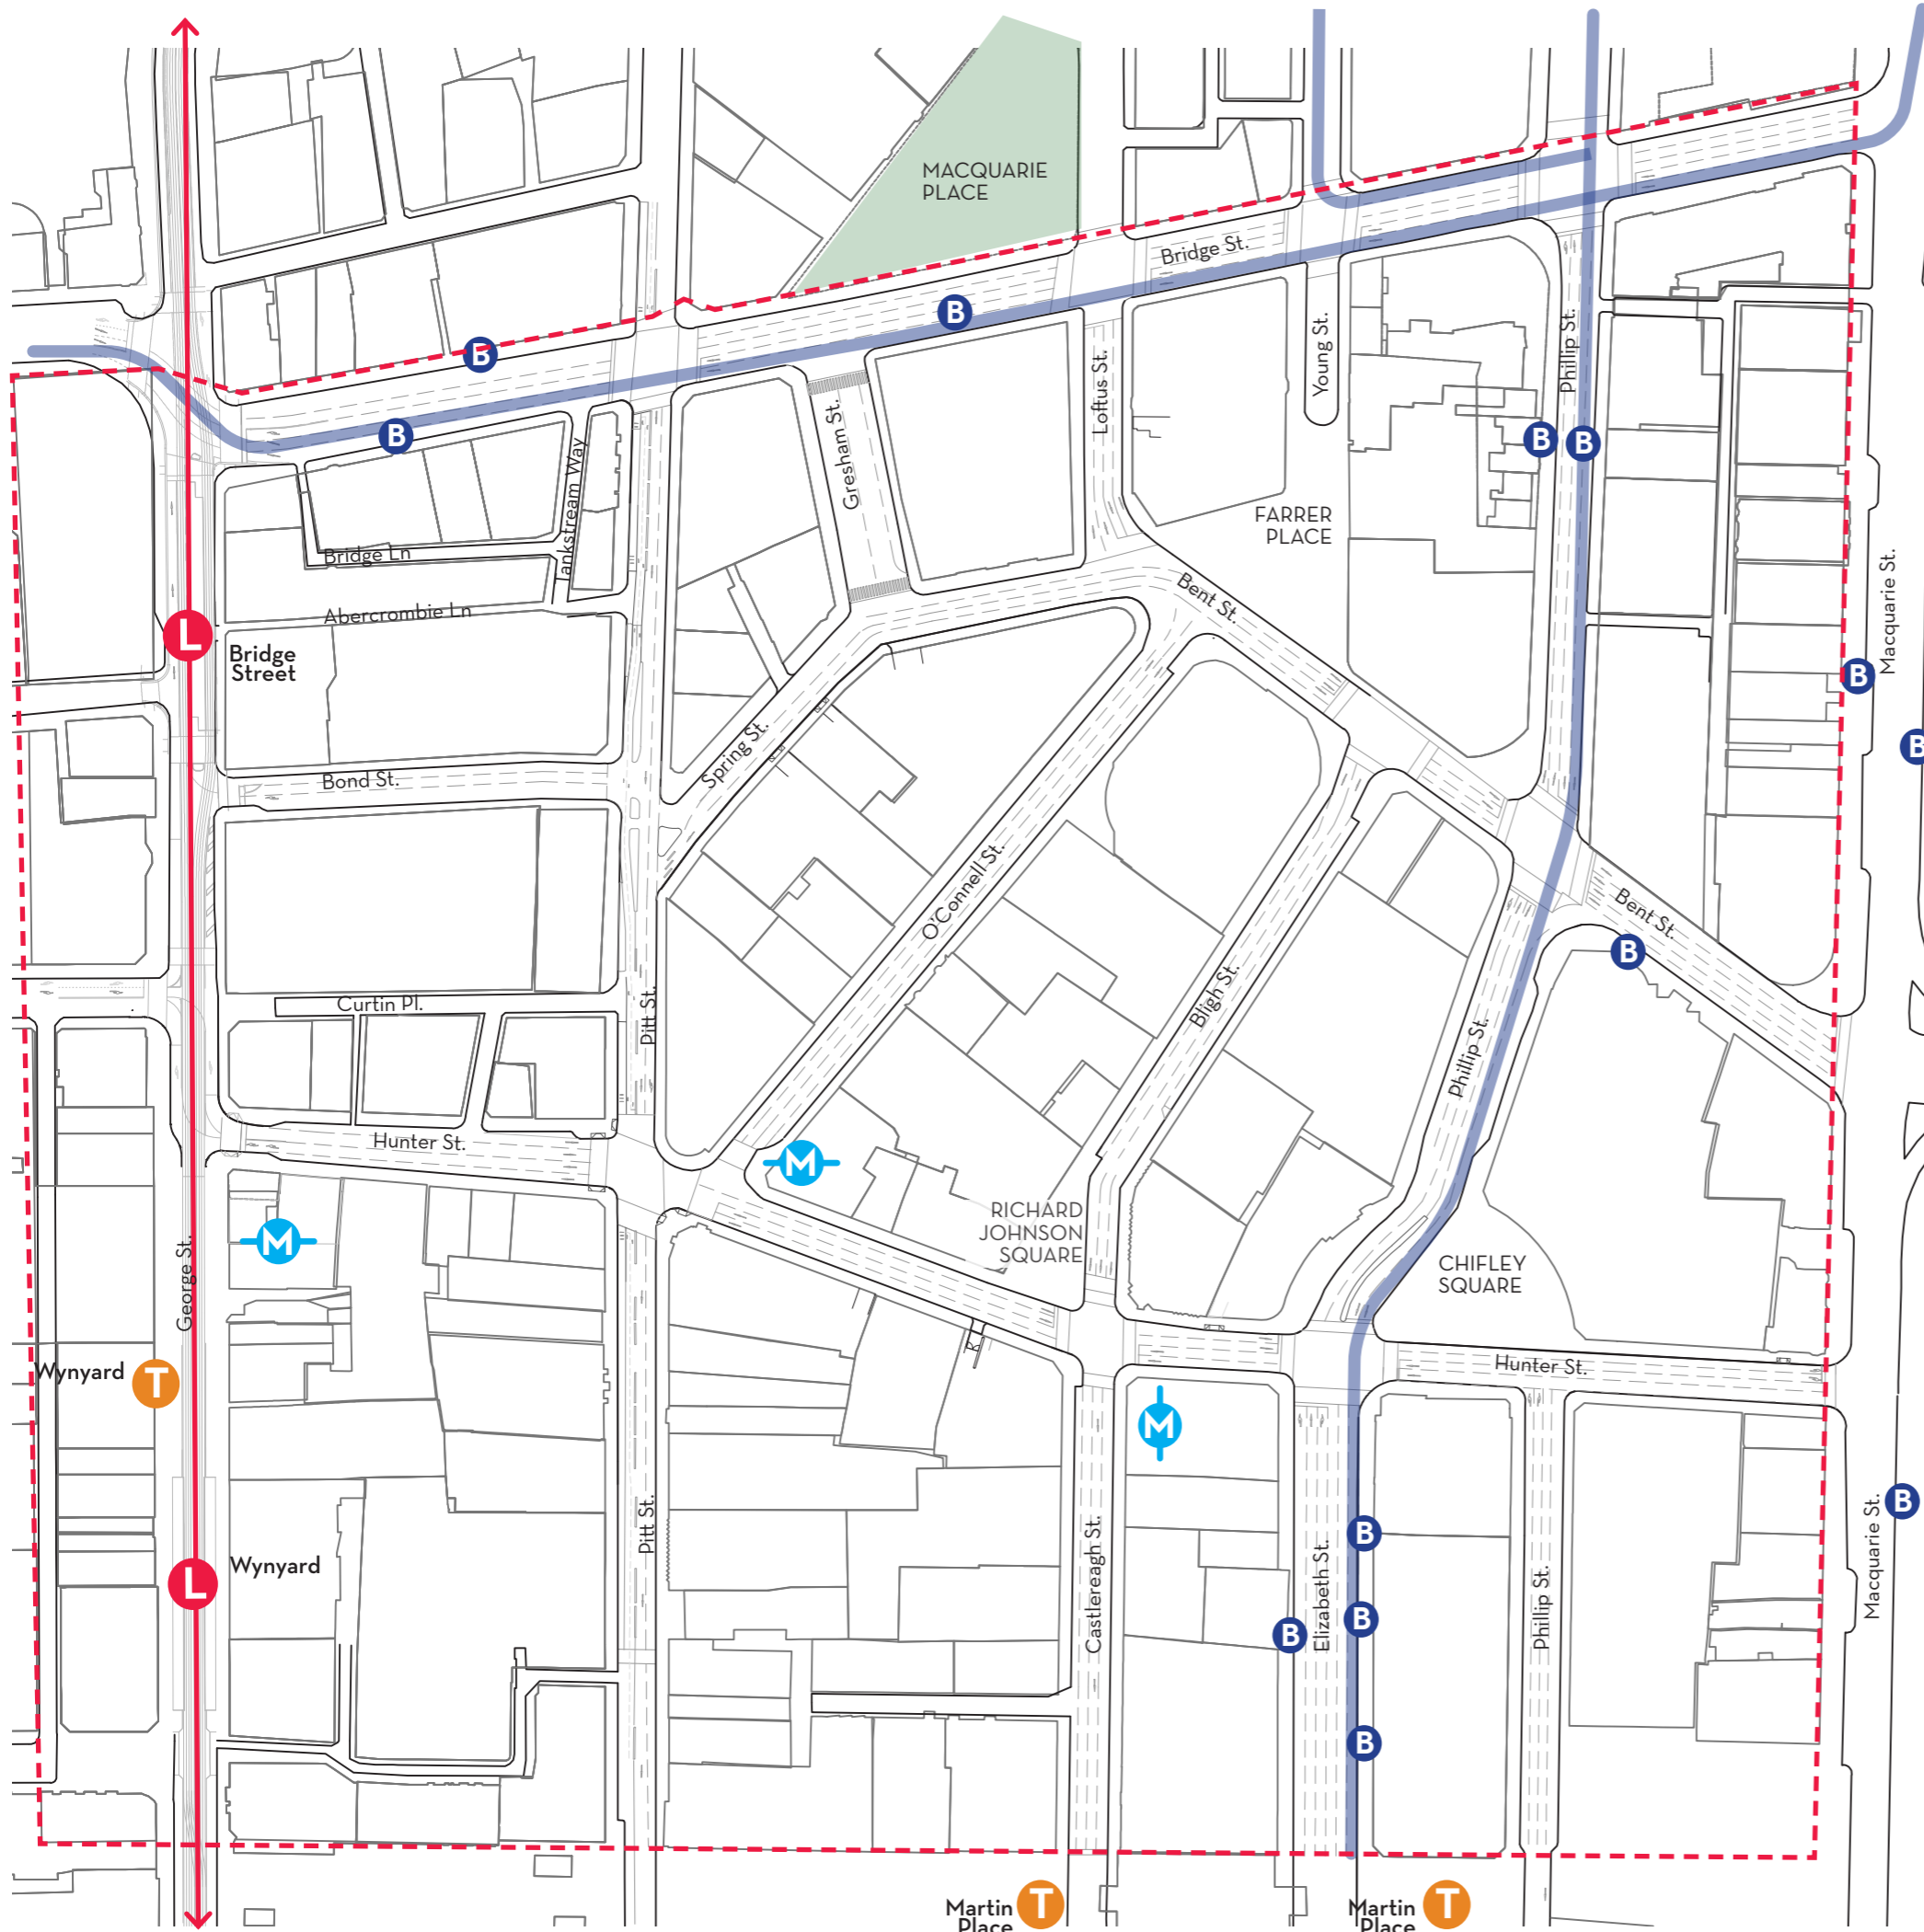 MACQUARIE
PLACE
Bridge St.
B
B
B
Young St.
Phillip St.
Loftus St.
Gresham St.
B
B
Tankstream Way
FARRER
PLACE
Bridge Ln
Bent St.
Abercrombie Ln
L
Bridge
Street
Macquarie St.
B
B
Spring St.
Bond St.
O'Connell St.
Bent St.
B
Bligh St.
Curtin Pl.
Pitt St.
Phillip St.
Hunter St.
M
RICHARD
JOHNSON
SQUARE
M
George St.
CHIFLEY
SQUARE
Wynyard
T
Hunter St.
M
Macquarie St.
B
Pitt St.
Castlereagh St.
Elizabeth St.
B
Wynyard
L
B
B
Phillip St.
B
Martin
Place
T
Martin
Place
T